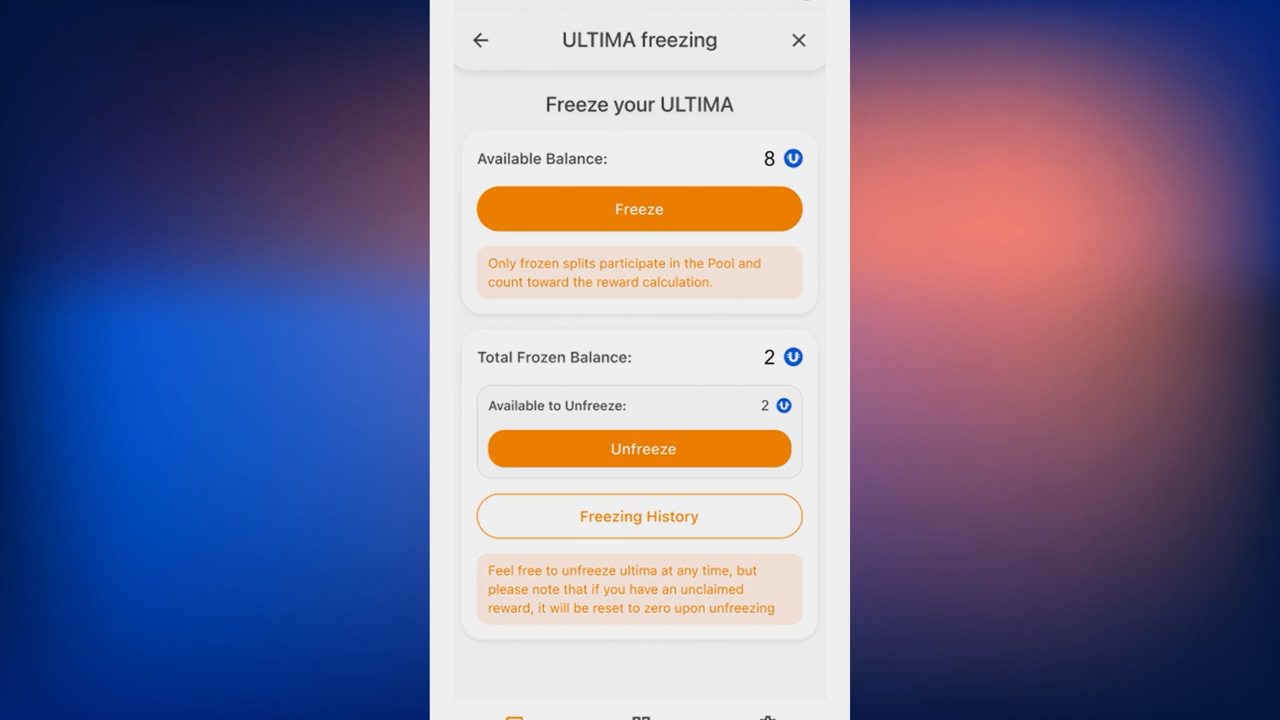 ULTIMA freezing
Freeze your ULTIMA
Available Balance: 8
Freeze
Only frozen splits participate in the Pool and
count toward the reward calculation.
Total Frozen Balance: 2
Available to Unfreeze: 2
Unfreeze
Freezing History
Feel free to unfreeze ultima at any time, but
please note that if you have an unclaimed
reward, it will be reset to zero upon unfreezing